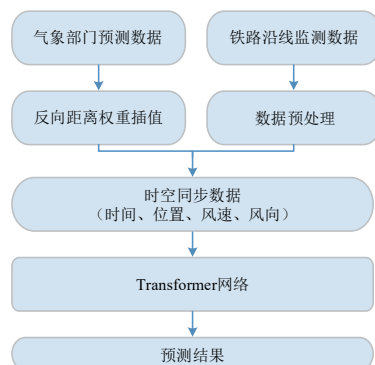 气象部门预测数据
铁路沿线监测数据
反向距离权重插值
数据预处理
时空同步数据
（时间、位置、风速、风向）
Transformer网络
预测结果